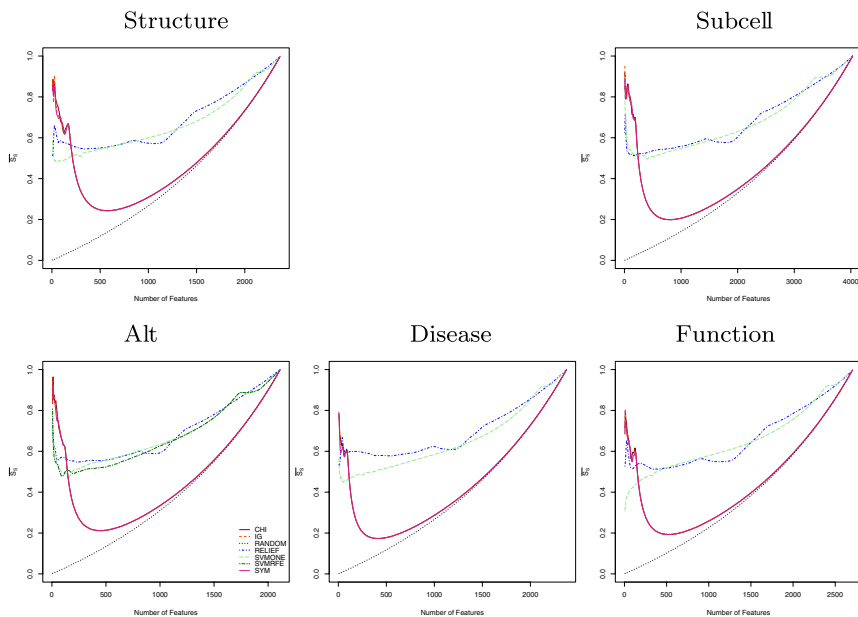 Structure
Subcell
0.0 0.2 0.4 0.6 0.8 1.0
S̅s̅
0 500 1000 1500 2000
Number of Features
0.0 0.2 0.4 0.6 0.8 1.0
S̅s̅
0 1000 2000 3000 4000
Number of Features
Alt
Disease
Function
0.0 0.2 0.4 0.6 0.8 1.0
S̅s̅
CHI
IG
RANDOM
RELIEF
SVMONE
SVMRFE
SYM
0 500 1000 1500 2000
Number of Features
0.0 0.2 0.4 0.6 0.8 1.0
S̅s̅
0 500 1000 1500 2000
Number of Features
0.0 0.2 0.4 0.6 0.8 1.0
S̅s̅
0 500 1000 1500 2000 2500
Number of Features